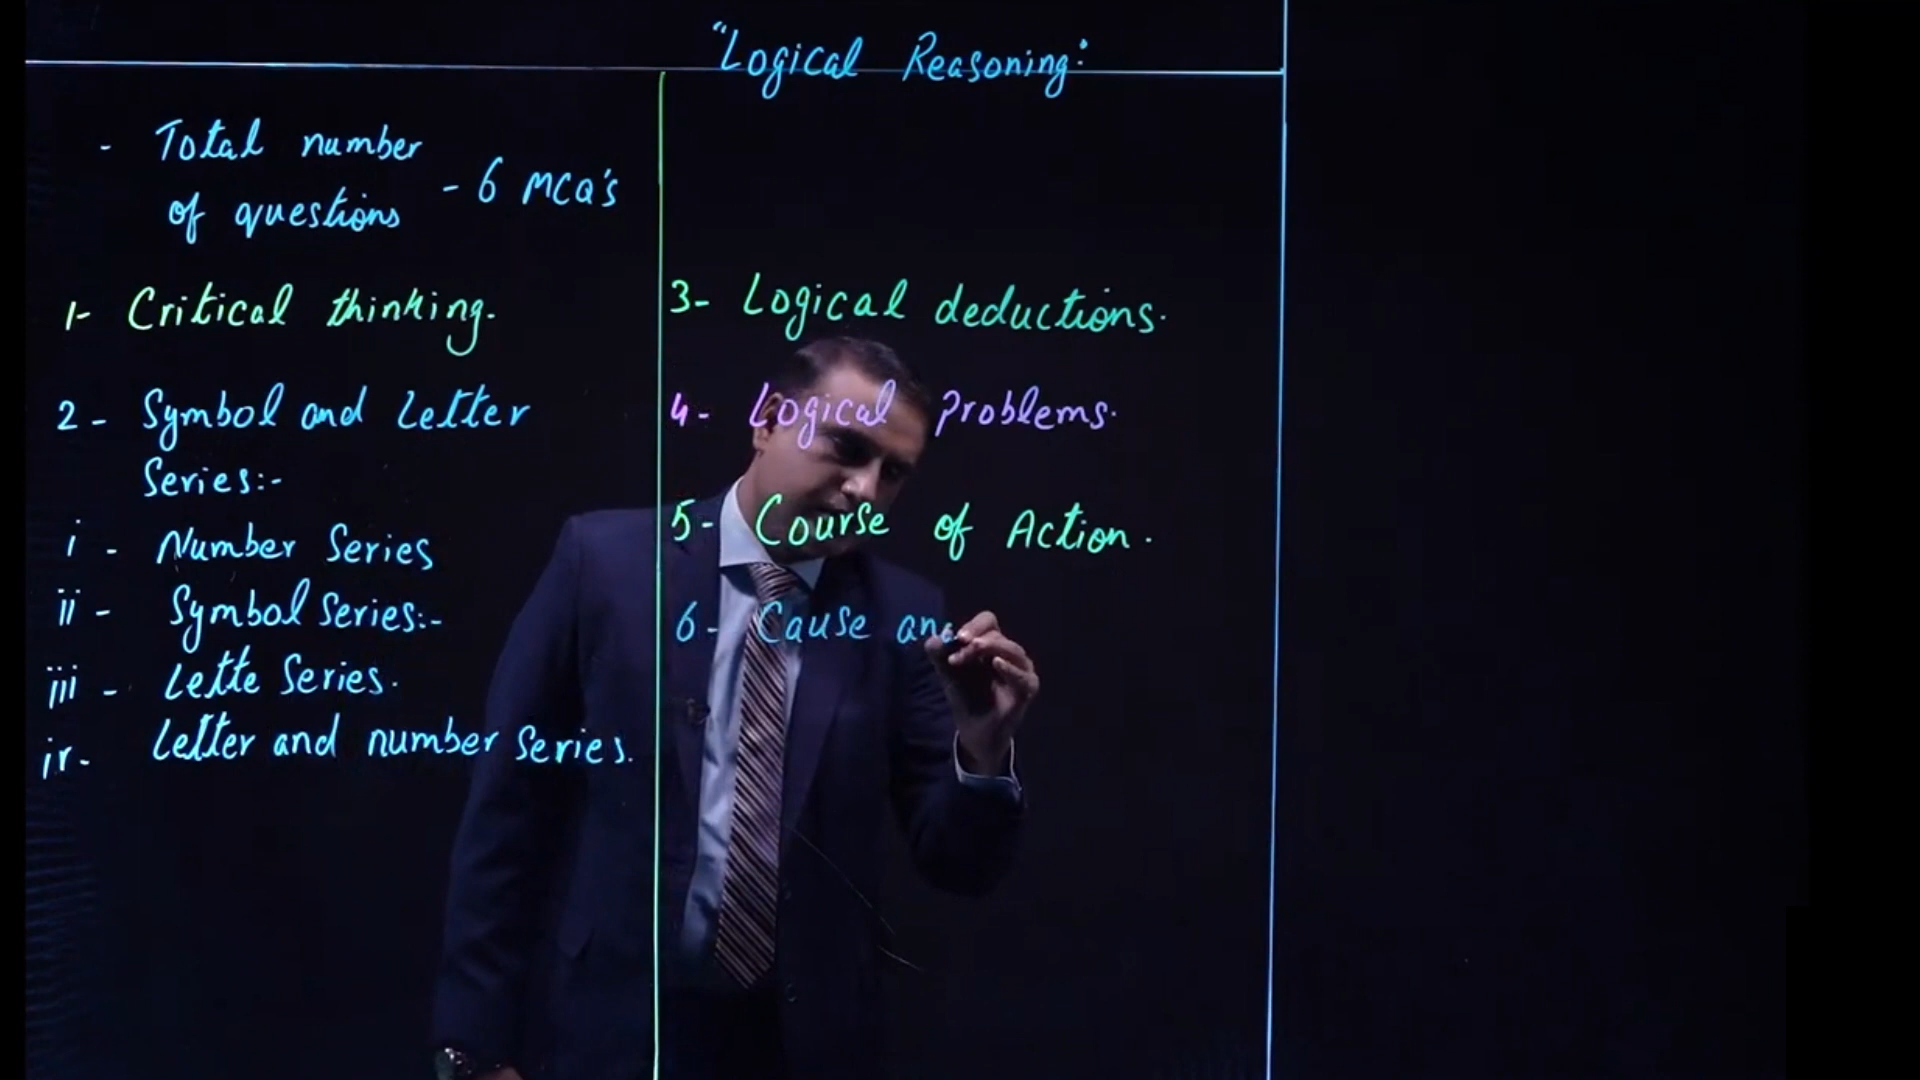 "Logical Reasoning:
- Total number
of questions - 6 MCQ's
1- Critical thinking.
2- Symbol and Letter
Series:-
i - Number Series
ii - Symbol Series:-
iii - Lette Series.
iv- Letter and number Series.
3- Logical deductions.
4- Logical problems.
5- Course of Action.
6- Cause and